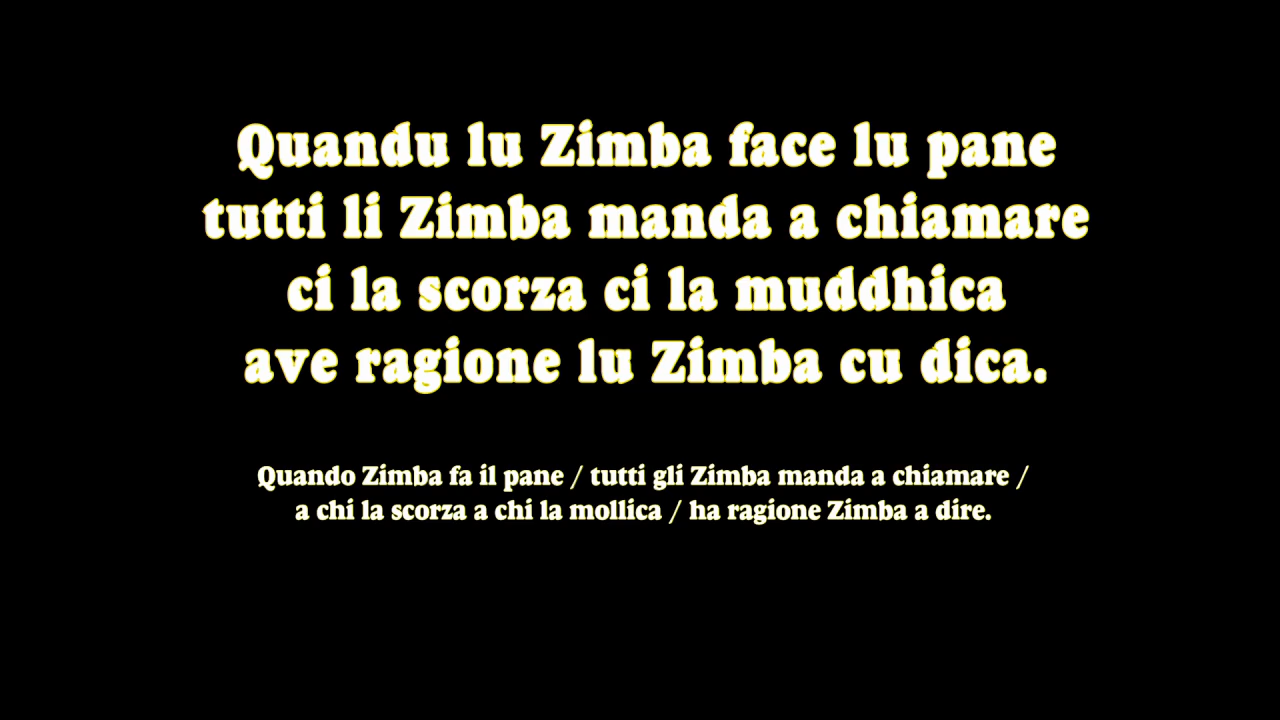 Quandu lu Zimba face lu pane
tutti li Zimba manda a chiamare
ci la scorza ci la muddhica
ave ragione lu Zimba cu dica.
Quando Zimba fa il pane / tutti gli Zimba manda a chiamare /
a chi la scorza a chi la mollica / ha ragione Zimba a dire.